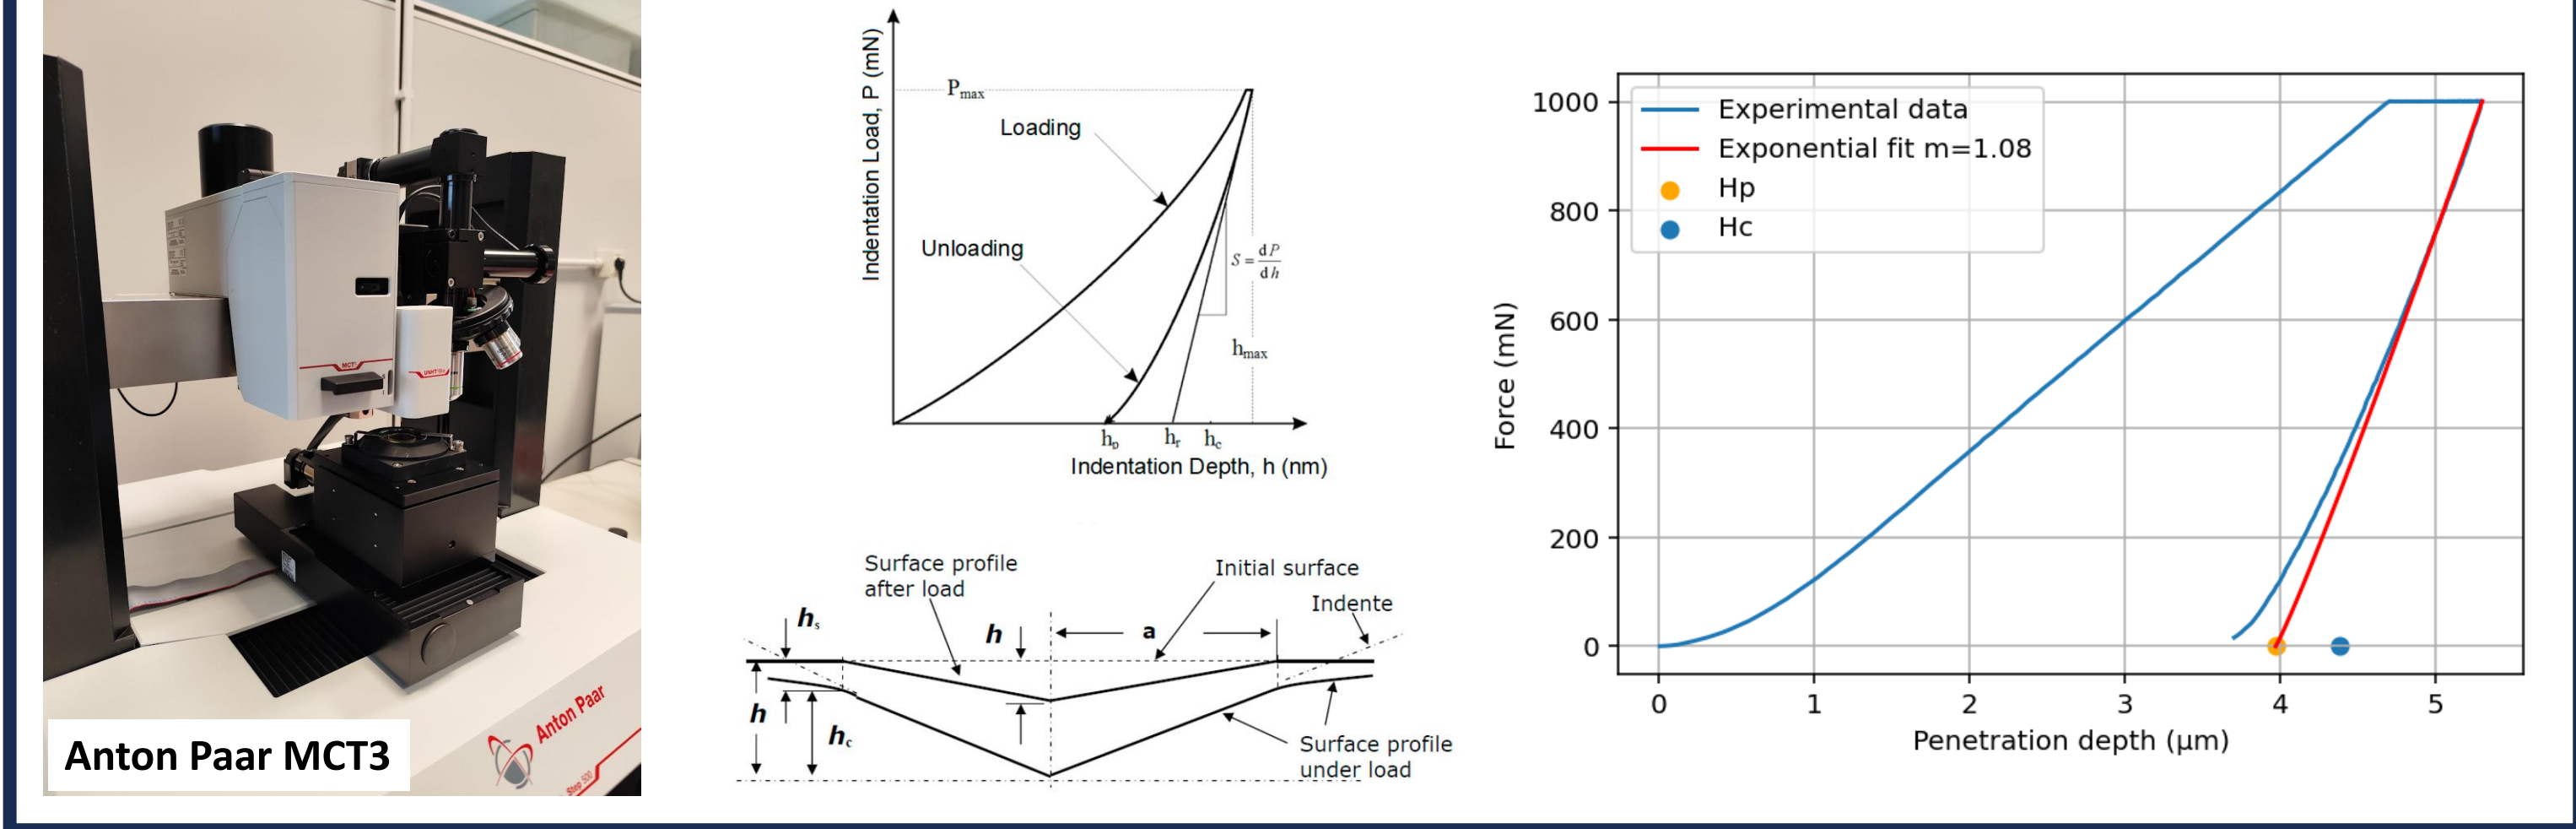 MCT³
Anton Paar
Step 500
Anton Paar MCT3
Indentation Load, P (mN)
Pmax
Loading
Unloading
S = dP
dh
hmax
hp
hr
hc
Indentation Depth, h (nm)
Surface profile
after load
Initial surface
Indente
hs
h
a
h
hc
Surface profile
under load
Experimental data
Exponential fit m=1.08
Hp
Hc
Force (mN)
1000
800
600
400
200
0
0
1
2
3
4
5
Penetration depth (μm)